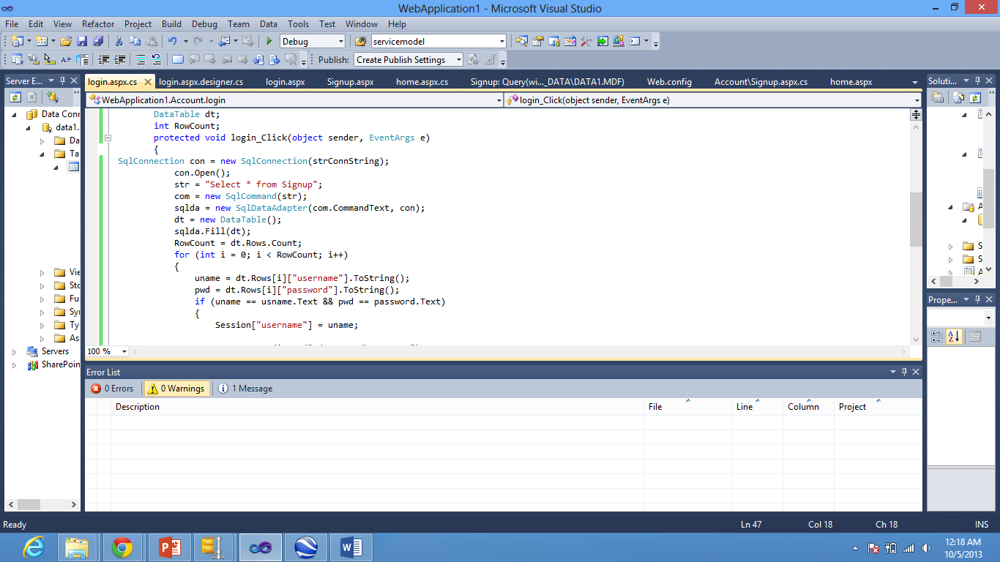 WebApplication1 - Microsoft Visual Studio
File Edit View Refactor Project Build Debug Team Data Tools Test Window Help
Debug servicemodel
Publish: Create Publish Settings
Server E...
login.aspx.cs login.aspx.designer.cs login.aspx Signup.aspx home.aspx.cs Signup: Query(wi..._DATA\DATA1.MDF) Web.config Account\Signup.aspx.cs home.aspx
Soluti...
WebApplication1.Account.login login_Click(object sender, EventArgs e)
Data Conn
data1.
Da
Ta
Vie
Sto
Fu
Syn
Ty
Ass
Servers
SharePoin
DataTable dt;
int RowCount;
protected void login_Click(object sender, EventArgs e)
{
SqlConnection con = new SqlConnection(strConnString);
con.Open();
str = "Select * from Signup";
com = new SqlCommand(str);
sqlda = new SqlDataAdapter(com.CommandText, con);
dt = new DataTable();
sqlda.Fill(dt);
RowCount = dt.Rows.Count;
for (int i = 0; i < RowCount; i++)
{
uname = dt.Rows[i]["username"].ToString();
pwd = dt.Rows[i]["password"].ToString();
if (uname == usname.Text && pwd == password.Text)
{
Session["username"] = uname;
100 %
A
S
S
A
Prope...
Error List
0 Errors 0 Warnings 1 Message
Description File Line Column Project
Ready Ln 47 Col 18 Ch 18 INS
12:18 AM
10/5/2013